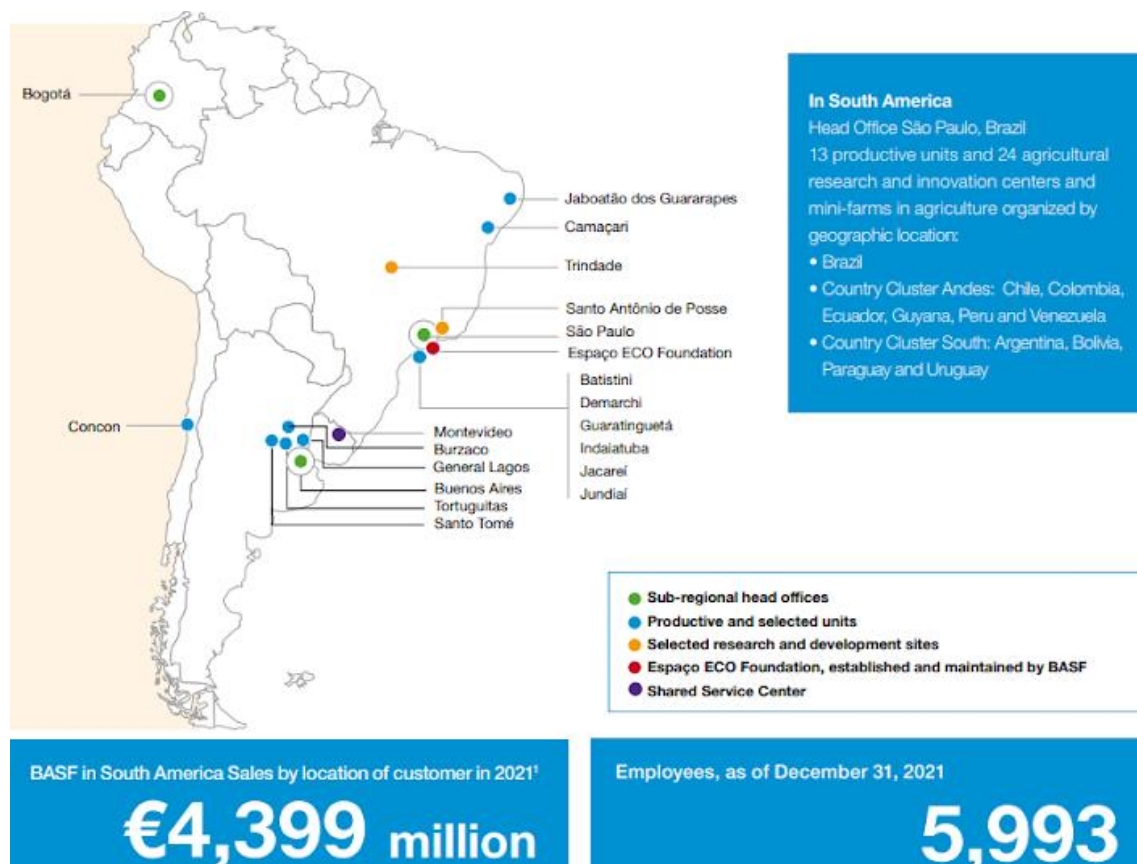 Bogotá
Jaboatão dos Guararapes
Camaçari
Trindade
Santo Antônio de Posse
São Paulo
Espaço ECO Foundation
Batistini
Demarchi
Guaratinguetá
Indaiatuba
Jacareí
Jundiaí
Concon
Montevideo
Burzaco
General Lagos
Buenos Aires
Tortuguitas
Santo Tomé
In South America
Head Office São Paulo, Brazil
13 productive units and 24 agricultural
research and innovation centers and
mini-farms in agriculture organized by
geographic location:
• Brazil
• Country Cluster Andes: Chile, Colombia,
Ecuador, Guyana, Peru and Venezuela
• Country Cluster South: Argentina, Bolivia,
Paraguay and Uruguay
Sub-regional head offices
Productive and selected units
Selected research and development sites
Espaço ECO Foundation, established and maintained by BASF
Shared Service Center
BASF in South America Sales by location of customer in 2021¹
€4,399 million
Employees, as of December 31, 2021
5,993